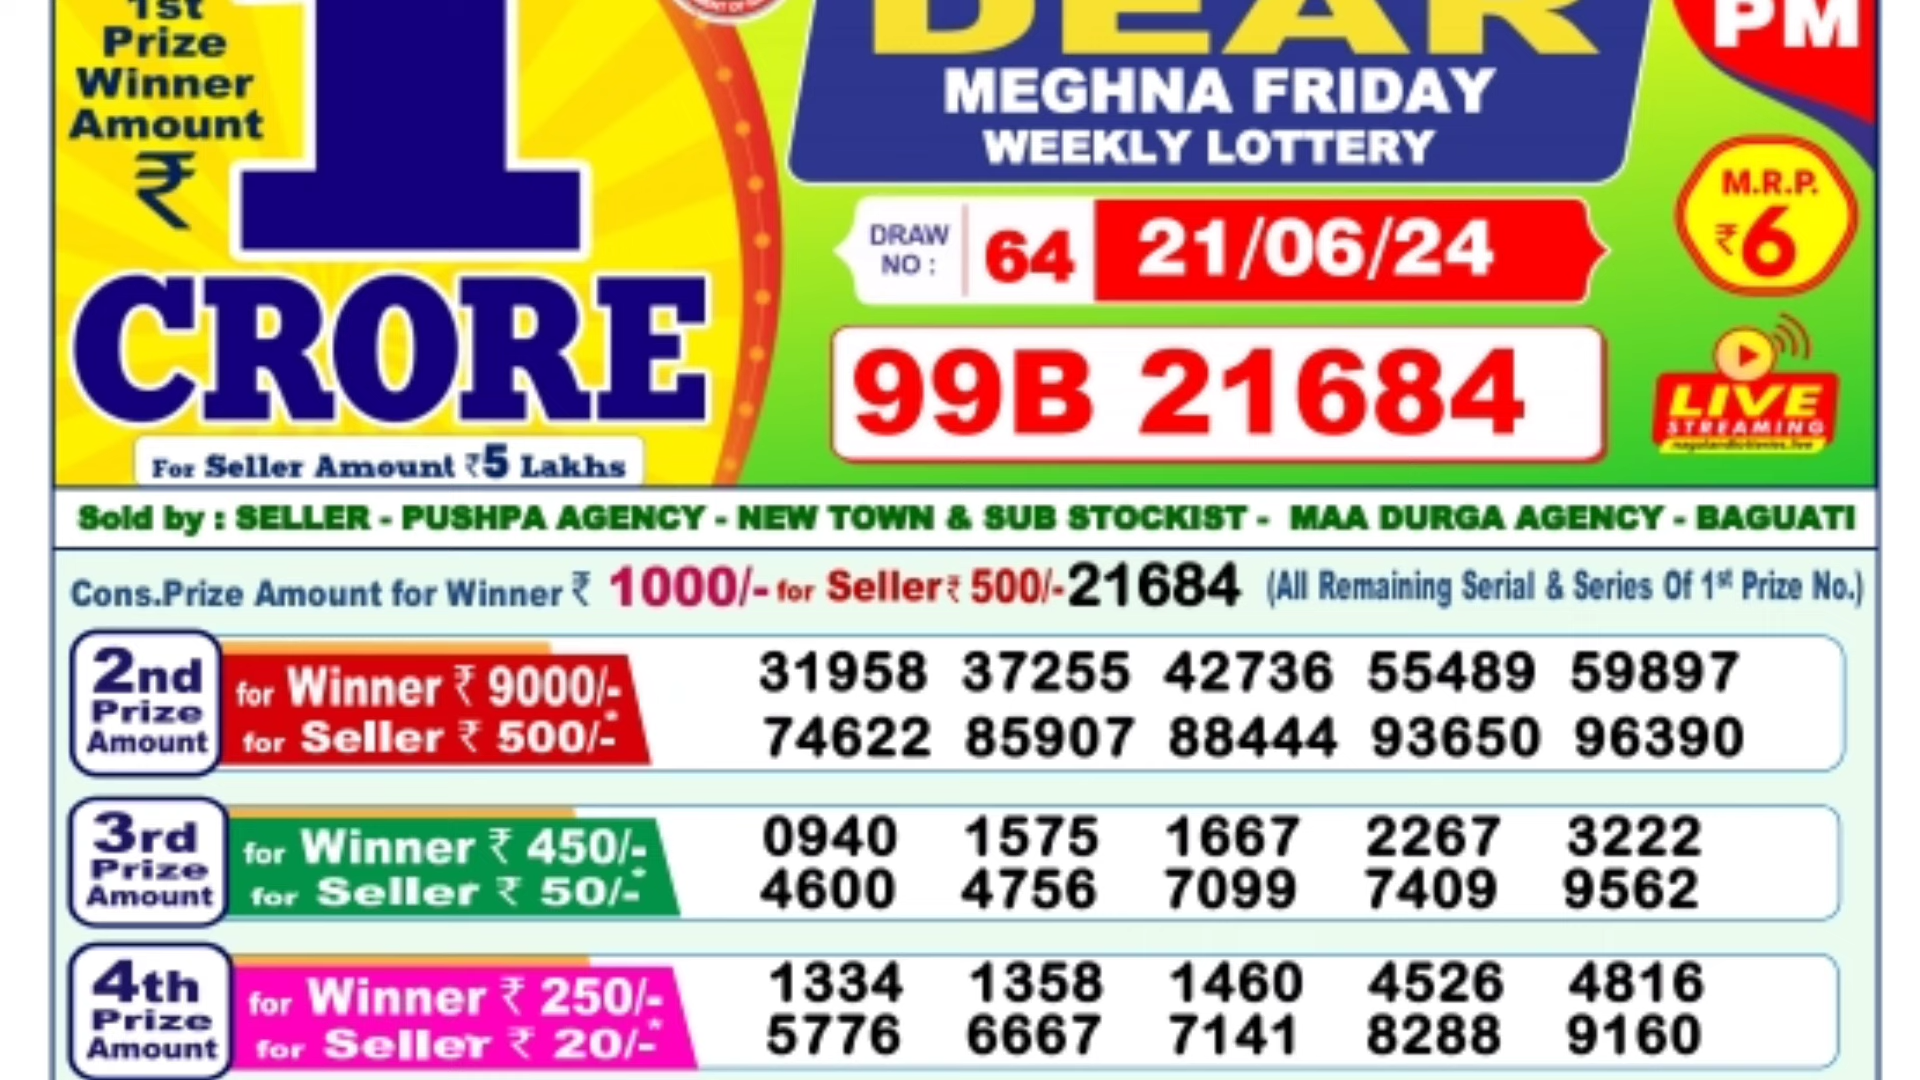 1st
Prize
Winner
Amount
₹
1
CRORE
For Seller Amount ₹5 Lakhs
DEAR
MEGHNA FRIDAY
WEEKLY LOTTERY
PM
M.R.P.
₹6
DRAW
NO :
64
21/06/24
99B 21684
LIVE
STREAMING
Sold by : SELLER - PUSHPA AGENCY - NEW TOWN & SUB STOCKIST - MAA DURGA AGENCY - BAGUATI
Cons.Prize Amount for Winner ₹ 1000/- for Seller ₹ 500/- 21684 (All Remaining Serial & Series Of 1st Prize No.)
2nd
Prize
Amount
for Winner ₹ 9000/-
for Seller ₹ 500/-*
31958 37255 42736 55489 59897
74622 85907 88444 93650 96390
3rd
Prize
Amount
for Winner ₹ 450/-
for Seller ₹ 50/-*
0940 1575 1667 2267 3222
4600 4756 7099 7409 9562
4th
Prize
Amount
for Winner ₹ 250/-
for Seller ₹ 20/-*
1334 1358 1460 4526 4816
5776 6667 7141 8288 9160